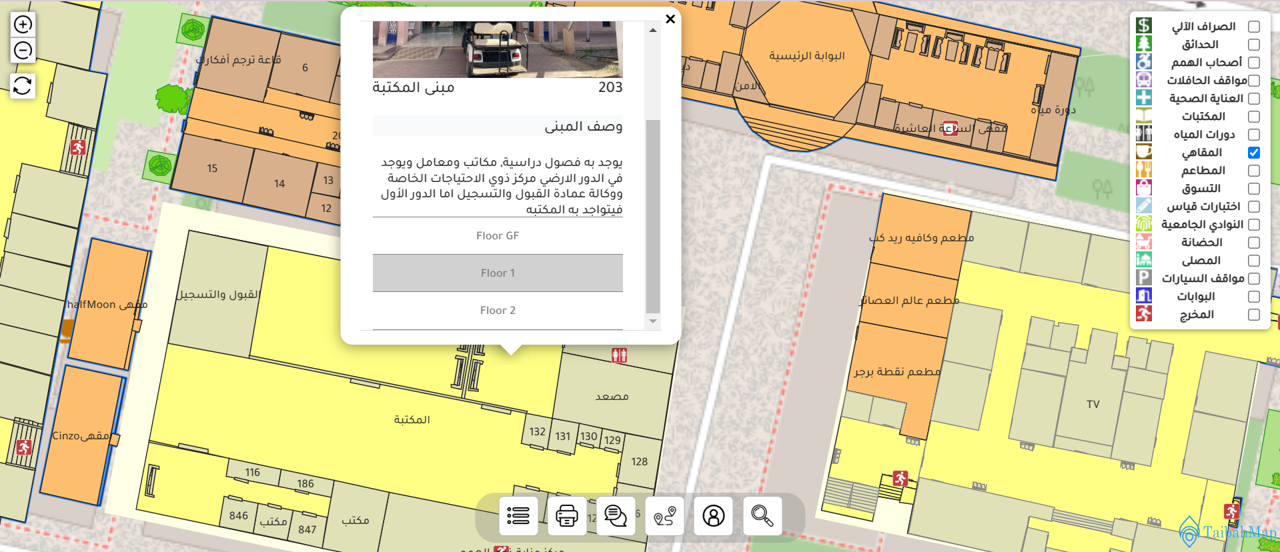 الصراف الآلي
الحدائق
أصحاب الهمم
مواقف الحافلات
العناية الصحية
المكتبات
دورات المياه
المقاهي
المطاعم
التسوق
اختبارات قياس
النوادي الجامعية
الحضانة
المصلى
مواقف السيارات
البوابات
المخرج
203 مبنى المكتبة
وصف المبنى
يوجد به فصول دراسية, مكاتب ومعامل ويوجد
في الدور الارضي مركز ذوي الاحتياجات الخاصة
ووكالة عمادة القبول والتسجيل اما الدور الأول
فيتواجد به المكتبه
Floor GF
Floor 1
Floor 2
قاعة ترجم أفكارك
6
15
14
13
12
البوابة الرئيسية
الامن
مقهى الساعة العاشرة
دورة مياه
القبول والتسجيل
مقهى halfMoon
مقهىCinzo
مطعم وكافيه ريد كب
مطعم عالم العصائر
مطعم نقطة برجر
TV
مصعد
المكتبة
132
131
130
129
128
116
186
846
مكتب
847
مكتب
TaibahMap